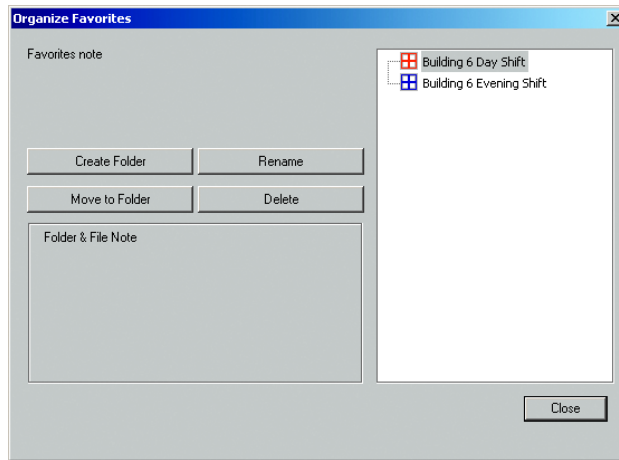 Organize Favorites
Favorites note
Building 6 Day Shift
Building 6 Evening Shift
Create Folder
Rename
Move to Folder
Delete
Folder & File Note
Close